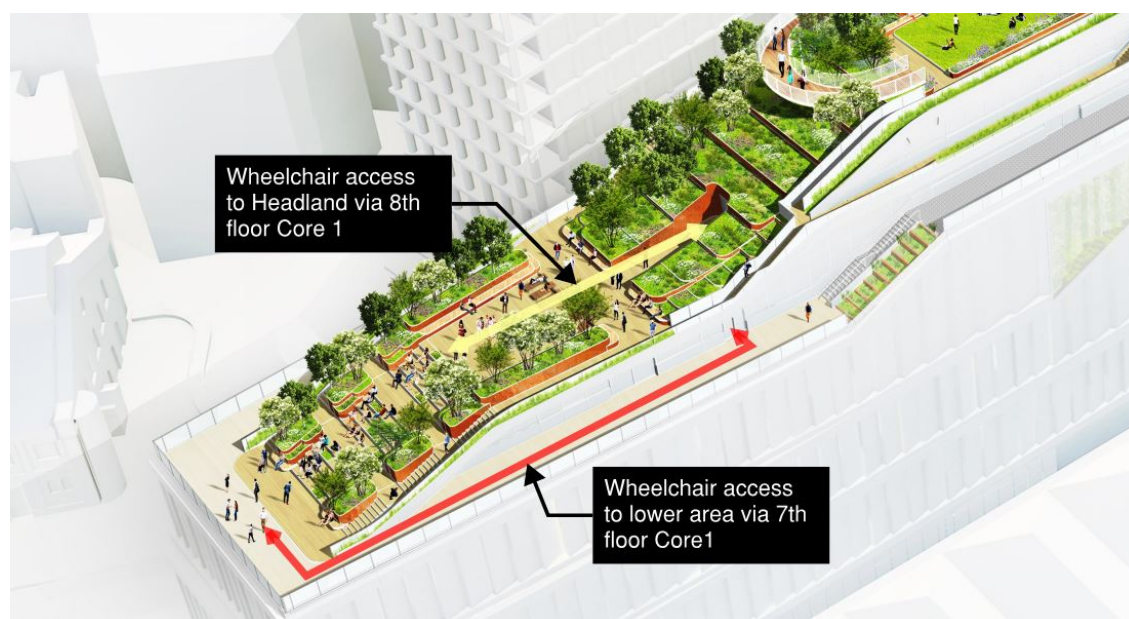 Wheelchair access
to Headland via 8th
floor Core 1
Wheelchair access
to lower area via 7th
floor Core1